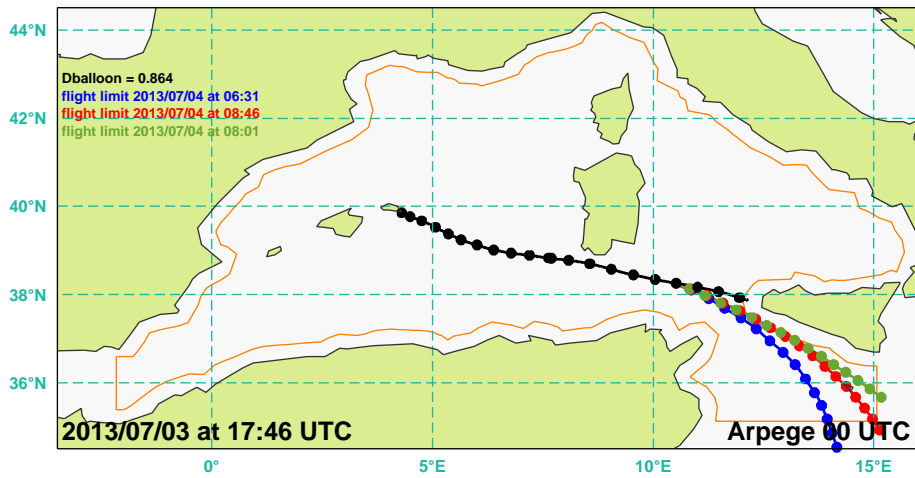 44°N
Dballoon = 0.864
flight limit 2013/07/04 at 06:31
flight limit 2013/07/04 at 08:46
flight limit 2013/07/04 at 08:01
42°N
40°N
38°N
36°N
2013/07/03 at 17:46 UTC
Arpege 00 UTC
0°
5°E
10°E
15°E